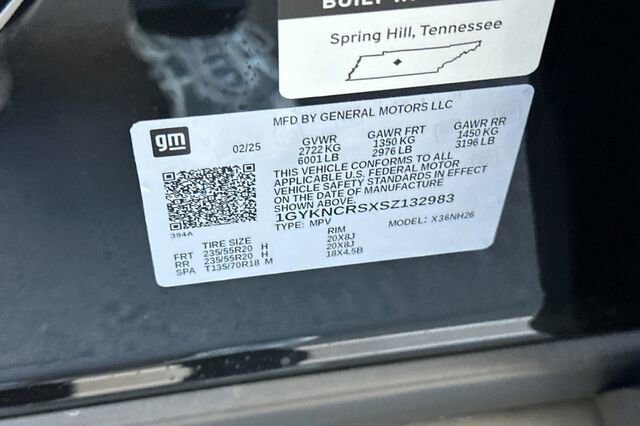 BUILT
Spring Hill, Tennessee
MFD BY GENERAL MOTORS LLC
gm
02/25
GVWR GAWR FRT GAWR RR
2722 KG 1350 KG 1450 KG
6001 LB 2976 LB 3196 LB
THIS VEHICLE CONFORMS TO ALL
APPLICABLE U.S. FEDERAL MOTOR
VEHICLE SAFETY STANDARDS IN EFFECT
ON THE DATE OF MANUFACTURE
SHOWN ABOVE.
1GYKNCRSXSZ132983
TYPE: MPV MODEL: X36NH26
384A
TIRE SIZE RIM
FRT 235/55R20 H 20X8J
RR 235/55R20 H 20X8J
SPA T135/70R18 M 18X4.5B